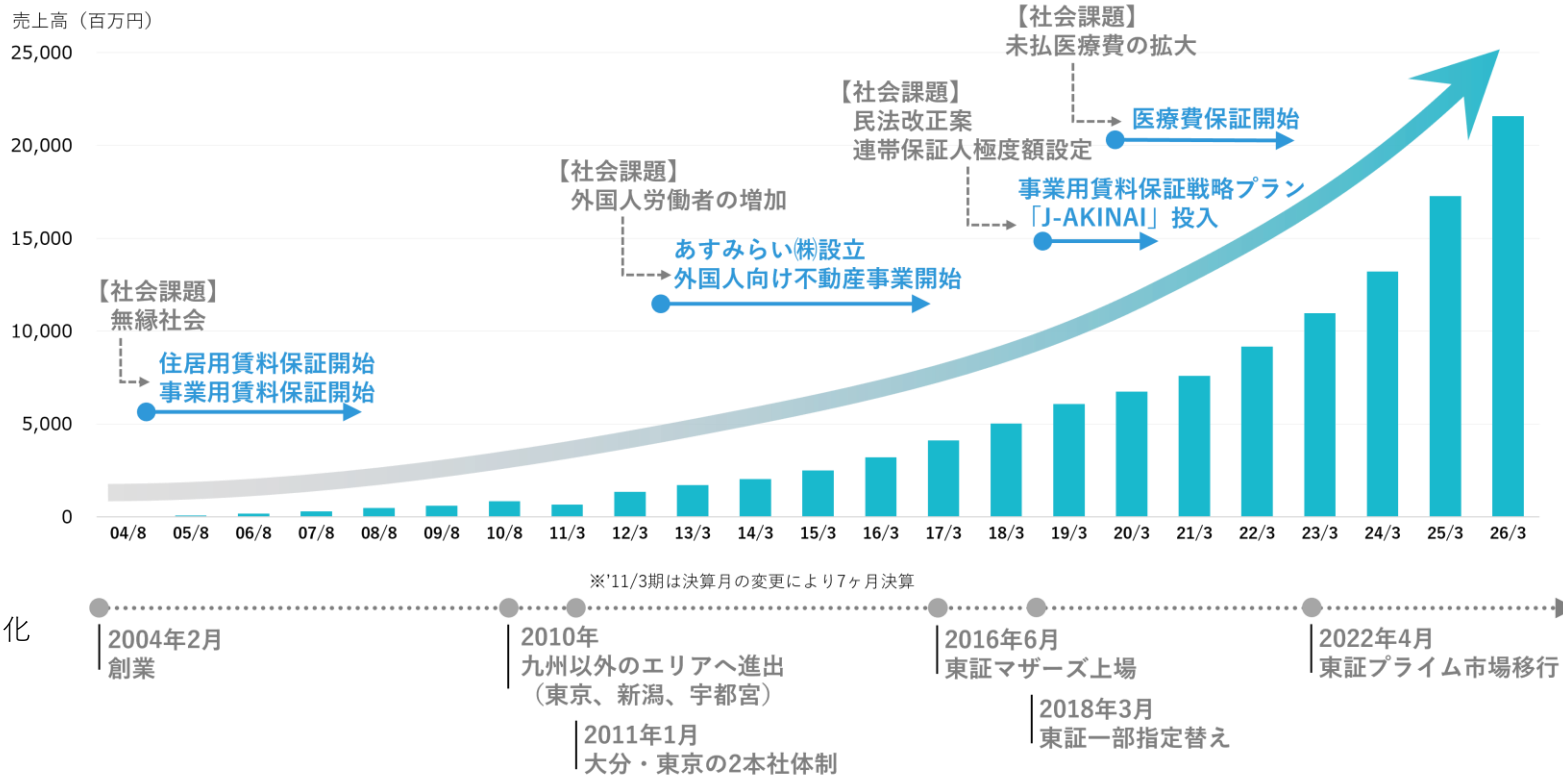 売上高（百万円）
25,000
20,000
15,000
10,000
5,000
0
【社会課題】
無縁社会
住居用賃料保証開始
事業用賃料保証開始
【社会課題】
外国人労働者の増加
あすみらい㈱設立
外国人向け不動産事業開始
【社会課題】
民法改正案
連帯保証人極度額設定
事業用賃料保証戦略プラン
「J-AKINAI」投入
【社会課題】
未払医療費の拡大
医療費保証開始
04/8 05/8 06/8 07/8 08/8 09/8 10/8 11/3 12/3 13/3 14/3 15/3 16/3 17/3 18/3 19/3 20/3 21/3 22/3 23/3 24/3 25/3 26/3
※'11/3期は決算月の変更により7ヶ月決算
化
2004年2月
創業
2010年
九州以外のエリアへ進出
（東京、新潟、宇都宮）
2011年1月
大分・東京の2本社体制
2016年6月
東証マザーズ上場
2018年3月
東証一部指定替え
2022年4月
東証プライム市場移行